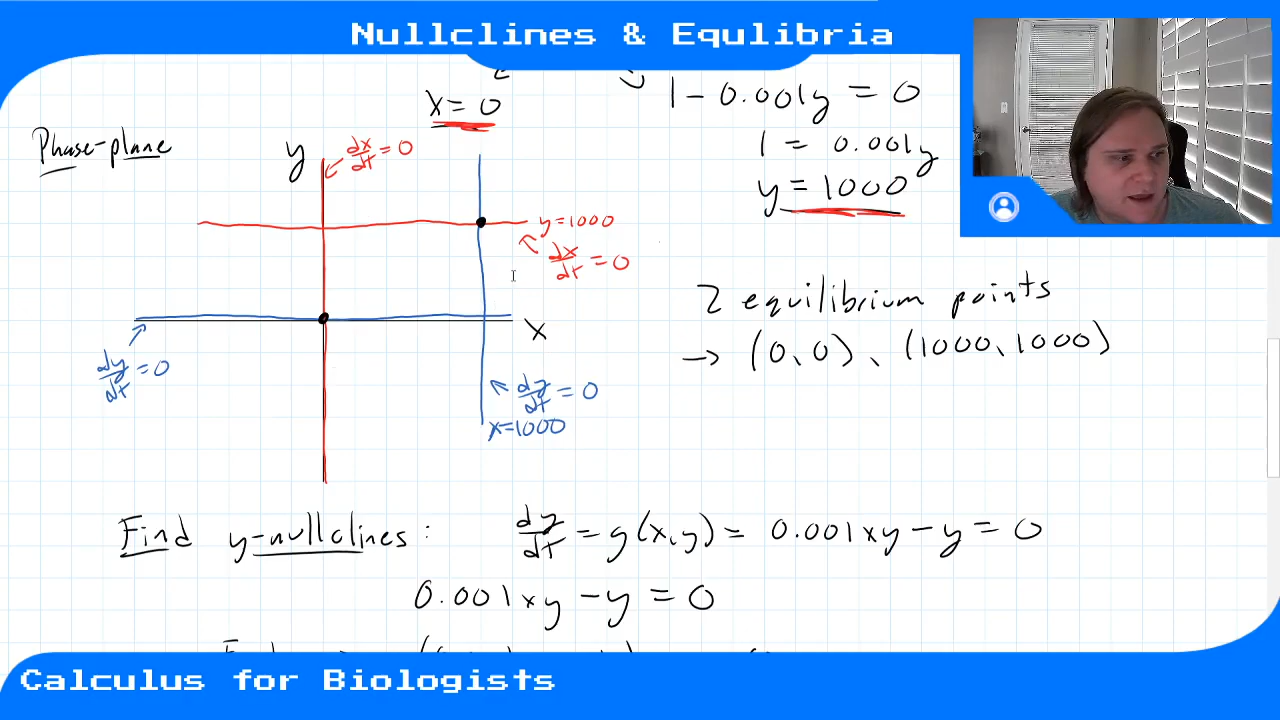 Nullclines & Equlibria
x = 0
1 - 0.001y = 0
1 = 0.001y
y = 1000
Phase-plane
y
dx/dt = 0
y=1000
dx/dt = 0
x
dy/dt = 0
dy/dt = 0
x=1000
2 equilibrium points
→ (0,0), (1000,1000)
Find y-nullclines: dy/dt = g(x,y) = 0.001xy - y = 0
0.001xy - y = 0
Calculus for Biologists